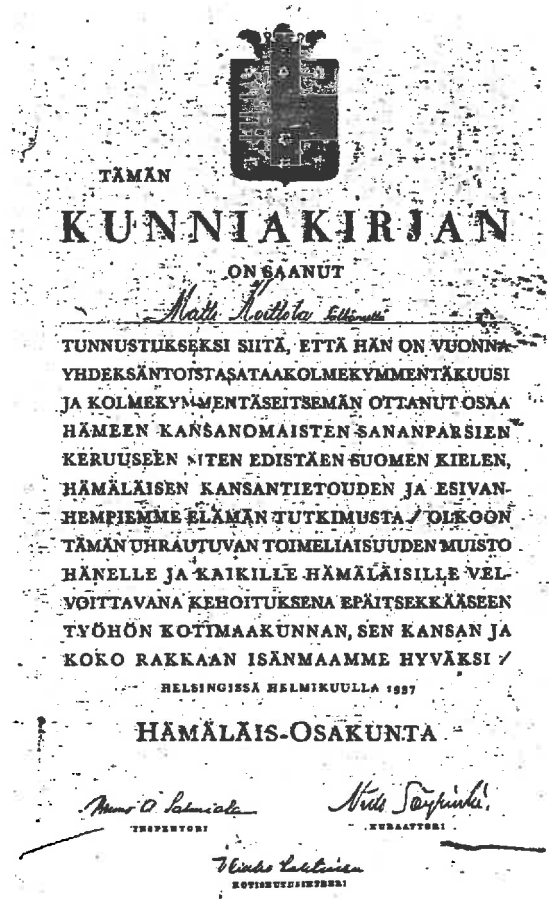 TÄMÄN
KUNNIAKIRJAN
ON SAANUT
Matti
TUNNUSTUKSEKSI SIITÄ, ETTÄ HÄN ON VUONNA
YHDEKSÄNTOISTASATAAKOLMEKYMMENTÄKUUSI
JA KOLMEKYMMENTÄSEITSEMÄN OTTANUT OSAA
HÄMEEN KANSANOMAISTEN SANANPARSIEN
KERUUSEEN SITEN EDISTÄEN SUOMEN KIELEN,
HÄMÄLÄISEN KANSANTIETOUDEN JA ESIVAN-
HEMPIEMME ELÄMÄN TUTKIMUSTA / OLKOON
TÄMÄN UHRAUTUVAN TOIMELIAISUUDEN MUISTO
HÄNELLE JA KAIKILLE HÄMÄLÄISILLE VEL-
VOITTAVANA KEHOITUKSENA EPÄITSEKKÄÄSEEN
TYÖHÖN KOTIMAAKUNNAN, SEN KANSAN JA
KOKO RAKKAAN ISÄNMAAMME HYVÄKSI /
HELSINGISSÄ HELMIKUULLA 1937
HÄMÄLÄIS-OSAKUNTA
INSPEHTORI
KURAATTORI
KOTISEUTUSIHTEERI